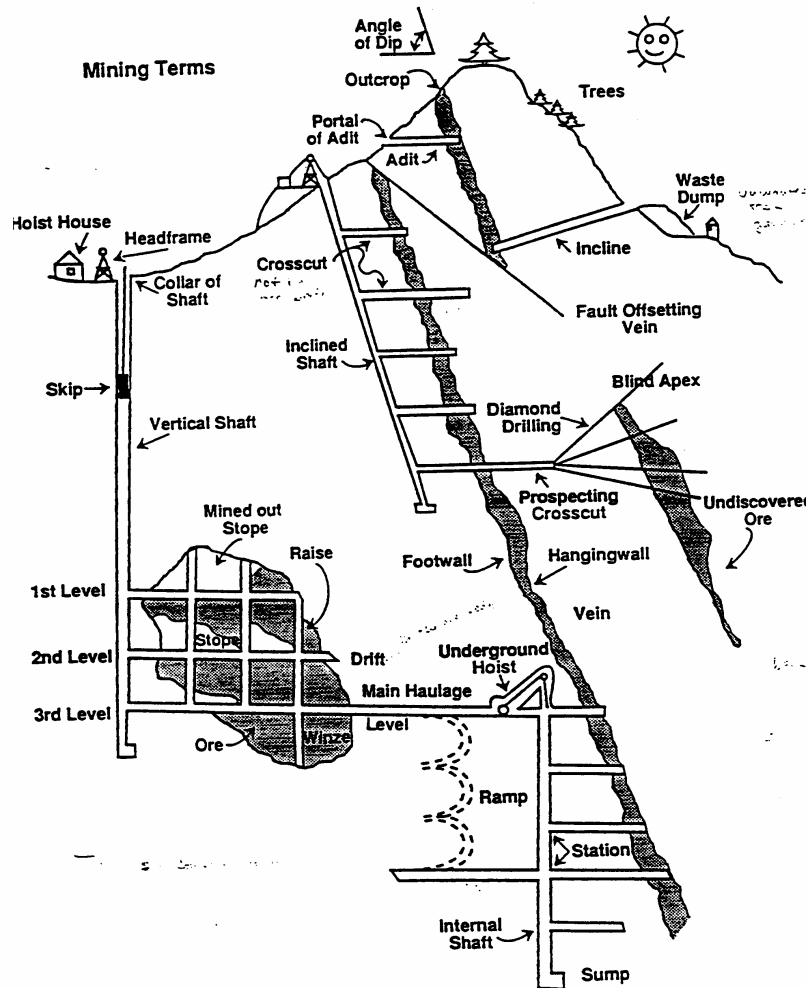 Angle
of Dip
Mining Terms
Outcrop
Trees
Portal
of Adit
Adit
Waste
Dump
Hoist House
Headframe
Incline
Crosscut
Collar of
Shaft
Fault Offsetting
Vein
Inclined
Shaft
Blind Apex
Skip
Diamond
Drilling
Vertical Shaft
Prospecting
Crosscut
Undiscovered
Ore
Mined out
Stope
Raise
Footwall
Hangingwall
1st Level
Vein
Stope
2nd Level
Drift
Underground
Hoist
Main Haulage
Level
3rd Level
Ore
Winze
Ramp
Station
Internal
Shaft
Sump